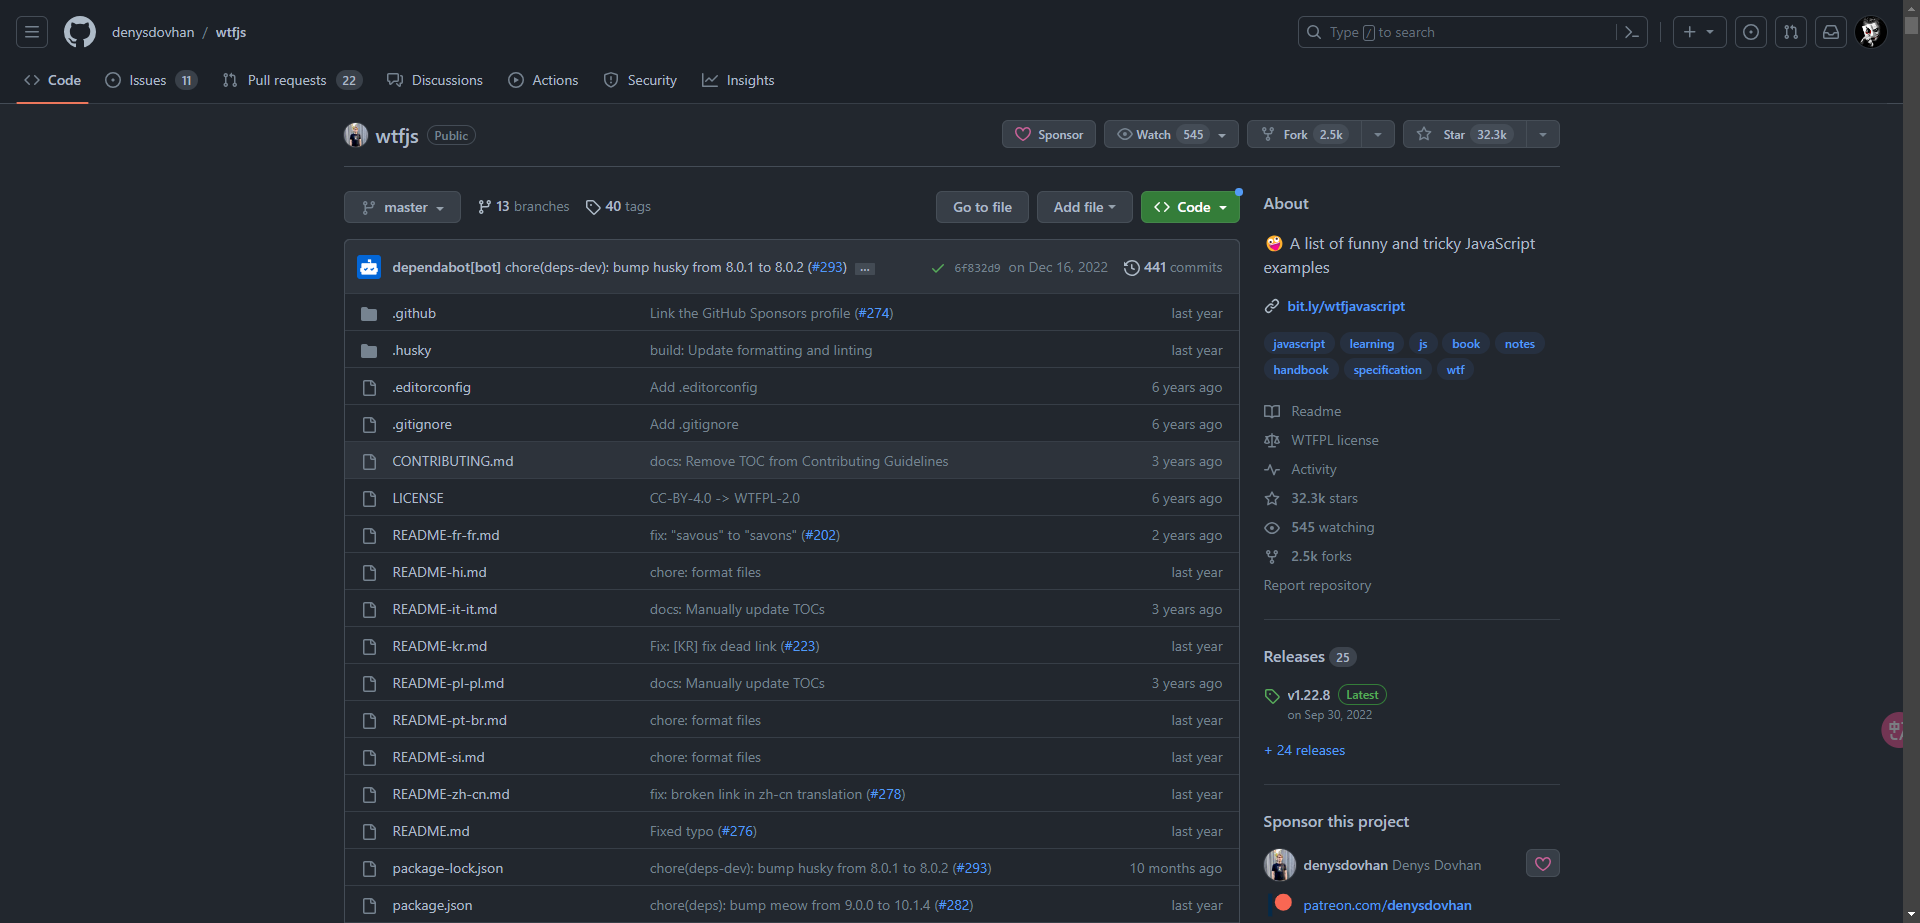 denysdovhan / wtfjs
Type / to search
Code
Issues 11
Pull requests 22
Discussions
Actions
Security
Insights
wtfjs Public
Sponsor
Watch 545
Fork 2.5k
Star 32.3k
master
13 branches
40 tags
Go to file
Add file
Code
dependabot[bot] chore(deps-dev): bump husky from 8.0.1 to 8.0.2 (#293) ...
6f832d9 on Dec 16, 2022
441 commits
.github Link the GitHub Sponsors profile (#274) last year
.husky build: Update formatting and linting last year
.editorconfig Add .editorconfig 6 years ago
.gitignore Add .gitignore 6 years ago
CONTRIBUTING.md docs: Remove TOC from Contributing Guidelines 3 years ago
LICENSE CC-BY-4.0 -> WTFPL-2.0 6 years ago
README-fr-fr.md fix: "savous" to "savons" (#202) 2 years ago
README-hi.md chore: format files last year
README-it-it.md docs: Manually update TOCs 3 years ago
README-kr.md Fix: [KR] fix dead link (#223) last year
README-pl-pl.md docs: Manually update TOCs 3 years ago
README-pt-br.md chore: format files last year
README-si.md chore: format files last year
README-zh-cn.md fix: broken link in zh-cn translation (#278) last year
README.md Fixed typo (#276) last year
package-lock.json chore(deps-dev): bump husky from 8.0.1 to 8.0.2 (#293) 10 months ago
package.json chore(deps): bump meow from 9.0.0 to 10.1.4 (#282) last year
About
A list of funny and tricky JavaScript
examples
bit.ly/wtfjavascript
javascript learning js book notes
handbook specification wtf
Readme
WTFPL license
Activity
32.3k stars
545 watching
2.5k forks
Report repository
Releases 25
v1.22.8 Latest
on Sep 30, 2022
+ 24 releases
Sponsor this project
denysdovhan Denys Dovhan
patreon.com/denysdovhan
中